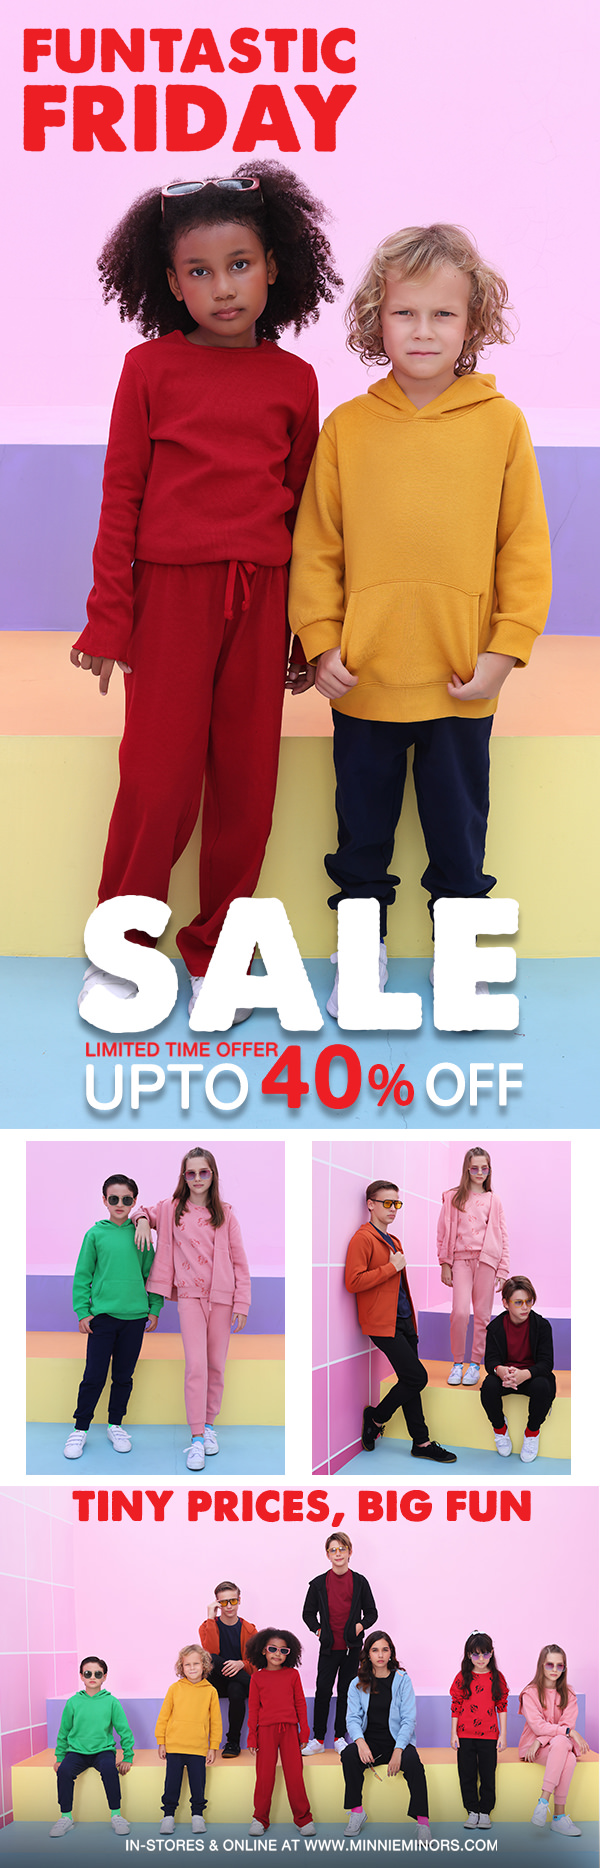 FUNTASTIC
FRIDAY
SALE
LIMITED TIME OFFER
UPTO 40% OFF
TINY PRICES, BIG FUN
IN-STORES & ONLINE AT WWW.MINNIEMINORS.COM